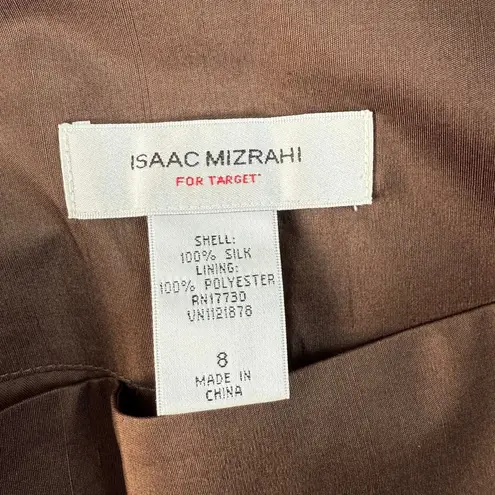 ISAAC MIZRAHI
FOR TARGET
SHELL:
100% SILK
LINING:
100% POLYESTER
RN17730
VN1121878
8
MADE IN
CHINA